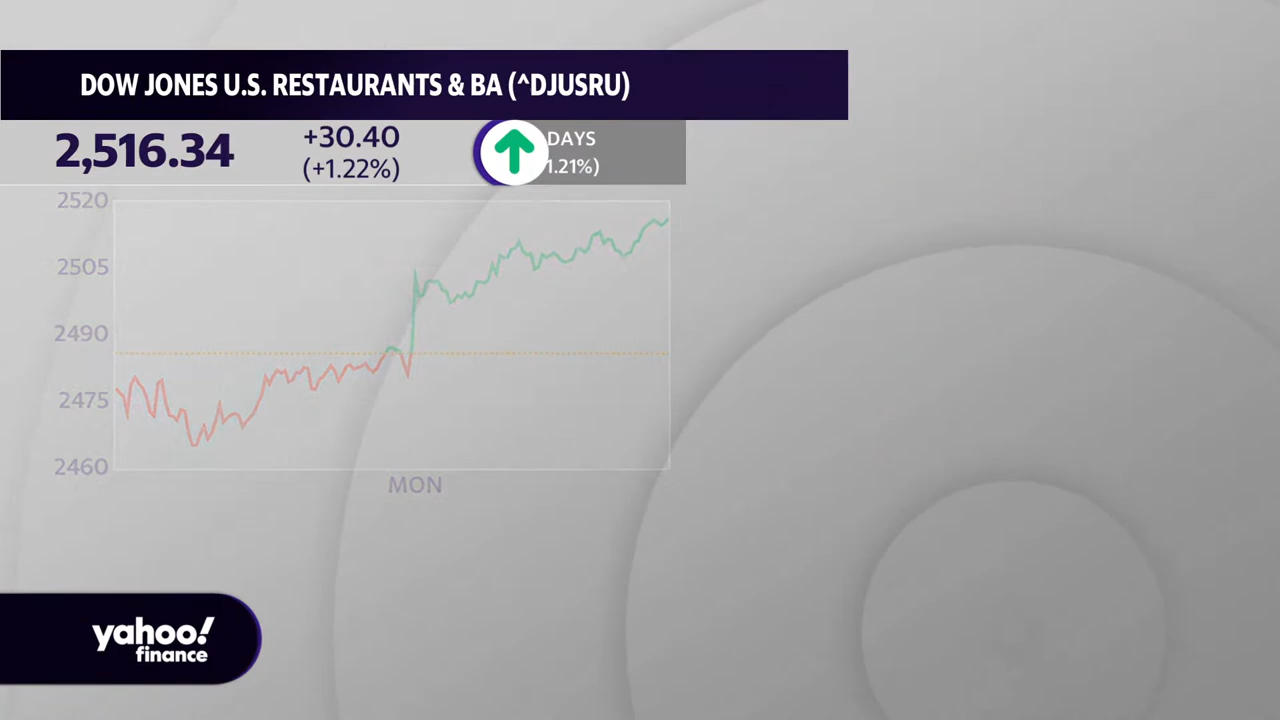 DOW JONES U.S. RESTAURANTS & BA (^DJUSRU)
2,516.34
+30.40
(+1.22%)
DAYS
1.21%)
2520
2505
2490
2475
2460
MON
yahoo!
finance